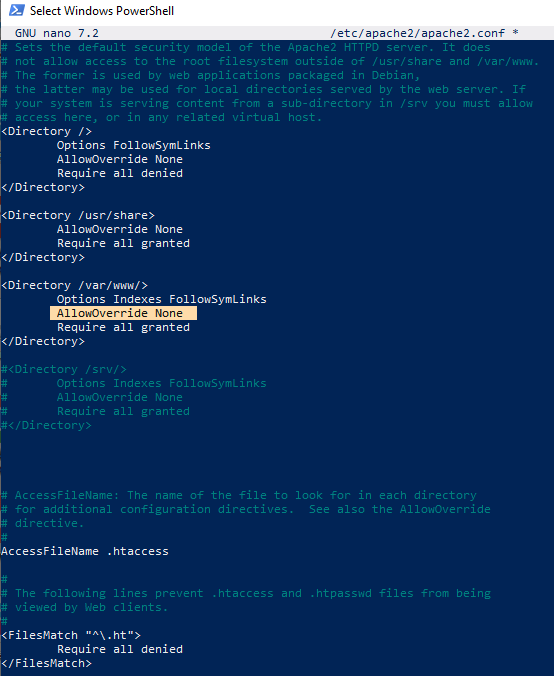 Select Windows PowerShell
GNU nano 7.2 /etc/apache2/apache2.conf *
# Sets the default security model of the Apache2 HTTPD server. It does
# not allow access to the root filesystem outside of /usr/share and /var/www.
# The former is used by web applications packaged in Debian,
# the latter may be used for local directories served by the web server. If
# your system is serving content from a sub-directory in /srv you must allow
# access here, or in any related virtual host.
<Directory />
        Options FollowSymLinks
        AllowOverride None
        Require all denied
</Directory>

<Directory /usr/share>
        AllowOverride None
        Require all granted
</Directory>

<Directory /var/www/>
        Options Indexes FollowSymLinks
        AllowOverride None
        Require all granted
</Directory>

#<Directory /srv/>
#       Options Indexes FollowSymLinks
#       AllowOverride None
#       Require all granted
#</Directory>

# AccessFileName: The name of the file to look for in each directory
# for additional configuration directives.  See also the AllowOverride
# directive.
#
AccessFileName .htaccess

#
# The following lines prevent .htaccess and .htpasswd files from being
# viewed by Web clients.
#
<FilesMatch "^\.ht">
        Require all denied
</FilesMatch>